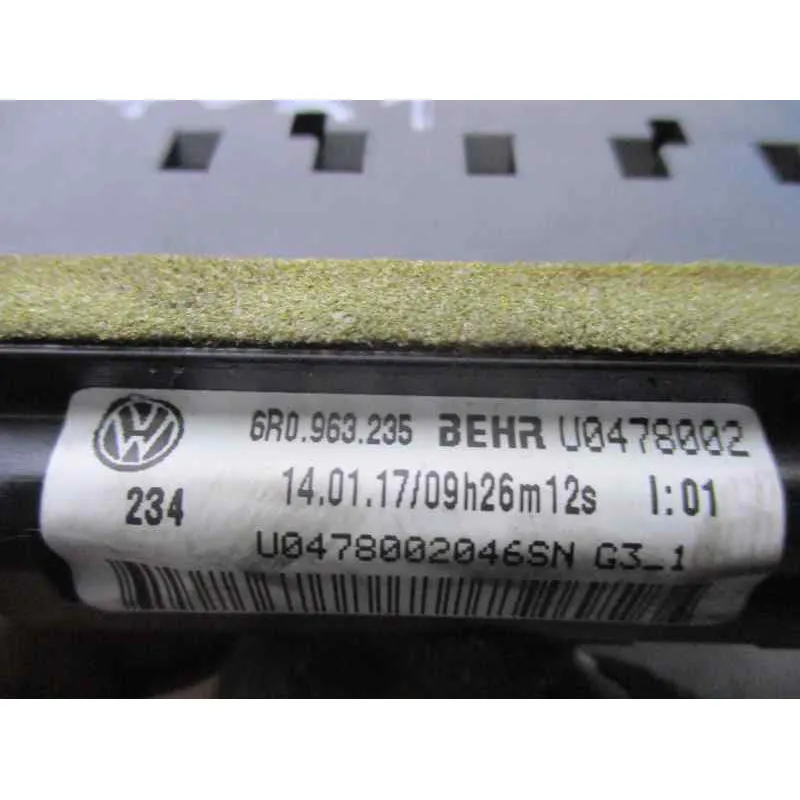 6R0.963.235 BEHR U0478002
234 14.01.17/09h26m12s I:01
U0478002046SN G3_1